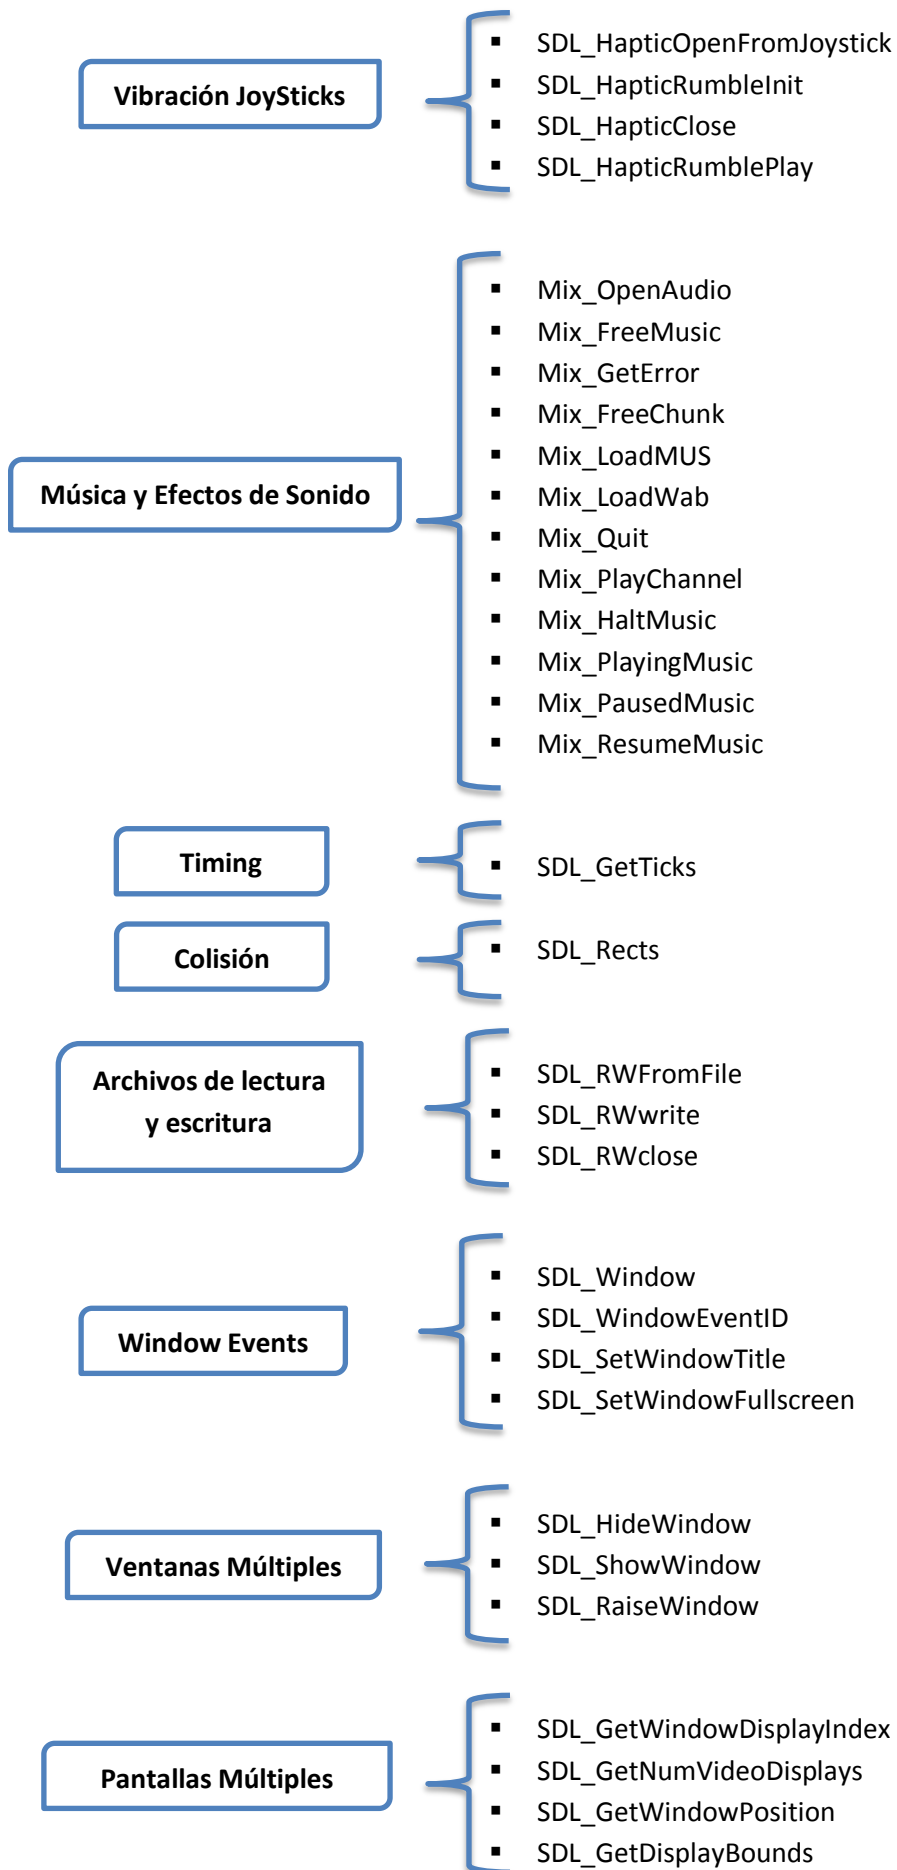 Vibración JoySticks
SDL_HapticOpenFromJoystick
SDL_HapticRumbleInit
SDL_HapticClose
SDL_HapticRumblePlay
Música y Efectos de Sonido
Mix_OpenAudio
Mix_FreeMusic
Mix_GetError
Mix_FreeChunk
Mix_LoadMUS
Mix_LoadWab
Mix_Quit
Mix_PlayChannel
Mix_HaltMusic
Mix_PlayingMusic
Mix_PausedMusic
Mix_ResumeMusic
Timing
SDL_GetTicks
Colisión
SDL_Rects
Archivos de lectura
y escritura
SDL_RWFromFile
SDL_RWwrite
SDL_RWclose
Window Events
SDL_Window
SDL_WindowEventID
SDL_SetWindowTitle
SDL_SetWindowFullscreen
Ventanas Múltiples
SDL_HideWindow
SDL_ShowWindow
SDL_RaiseWindow
Pantallas Múltiples
SDL_GetWindowDisplayIndex
SDL_GetNumVideoDisplays
SDL_GetWindowPosition
SDL_GetDisplayBounds